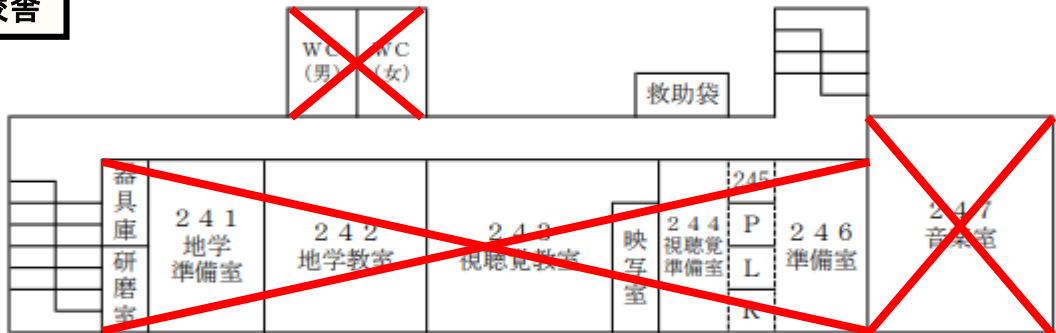 校舎
WC
(男)
WC
(女)
救助袋
器具庫
研磨室
241
地学
準備室
242
地学教室
243
視聴覚教室
映写室
244
視聴覚
準備室
245
P
L
R
246
準備室
247
音楽室